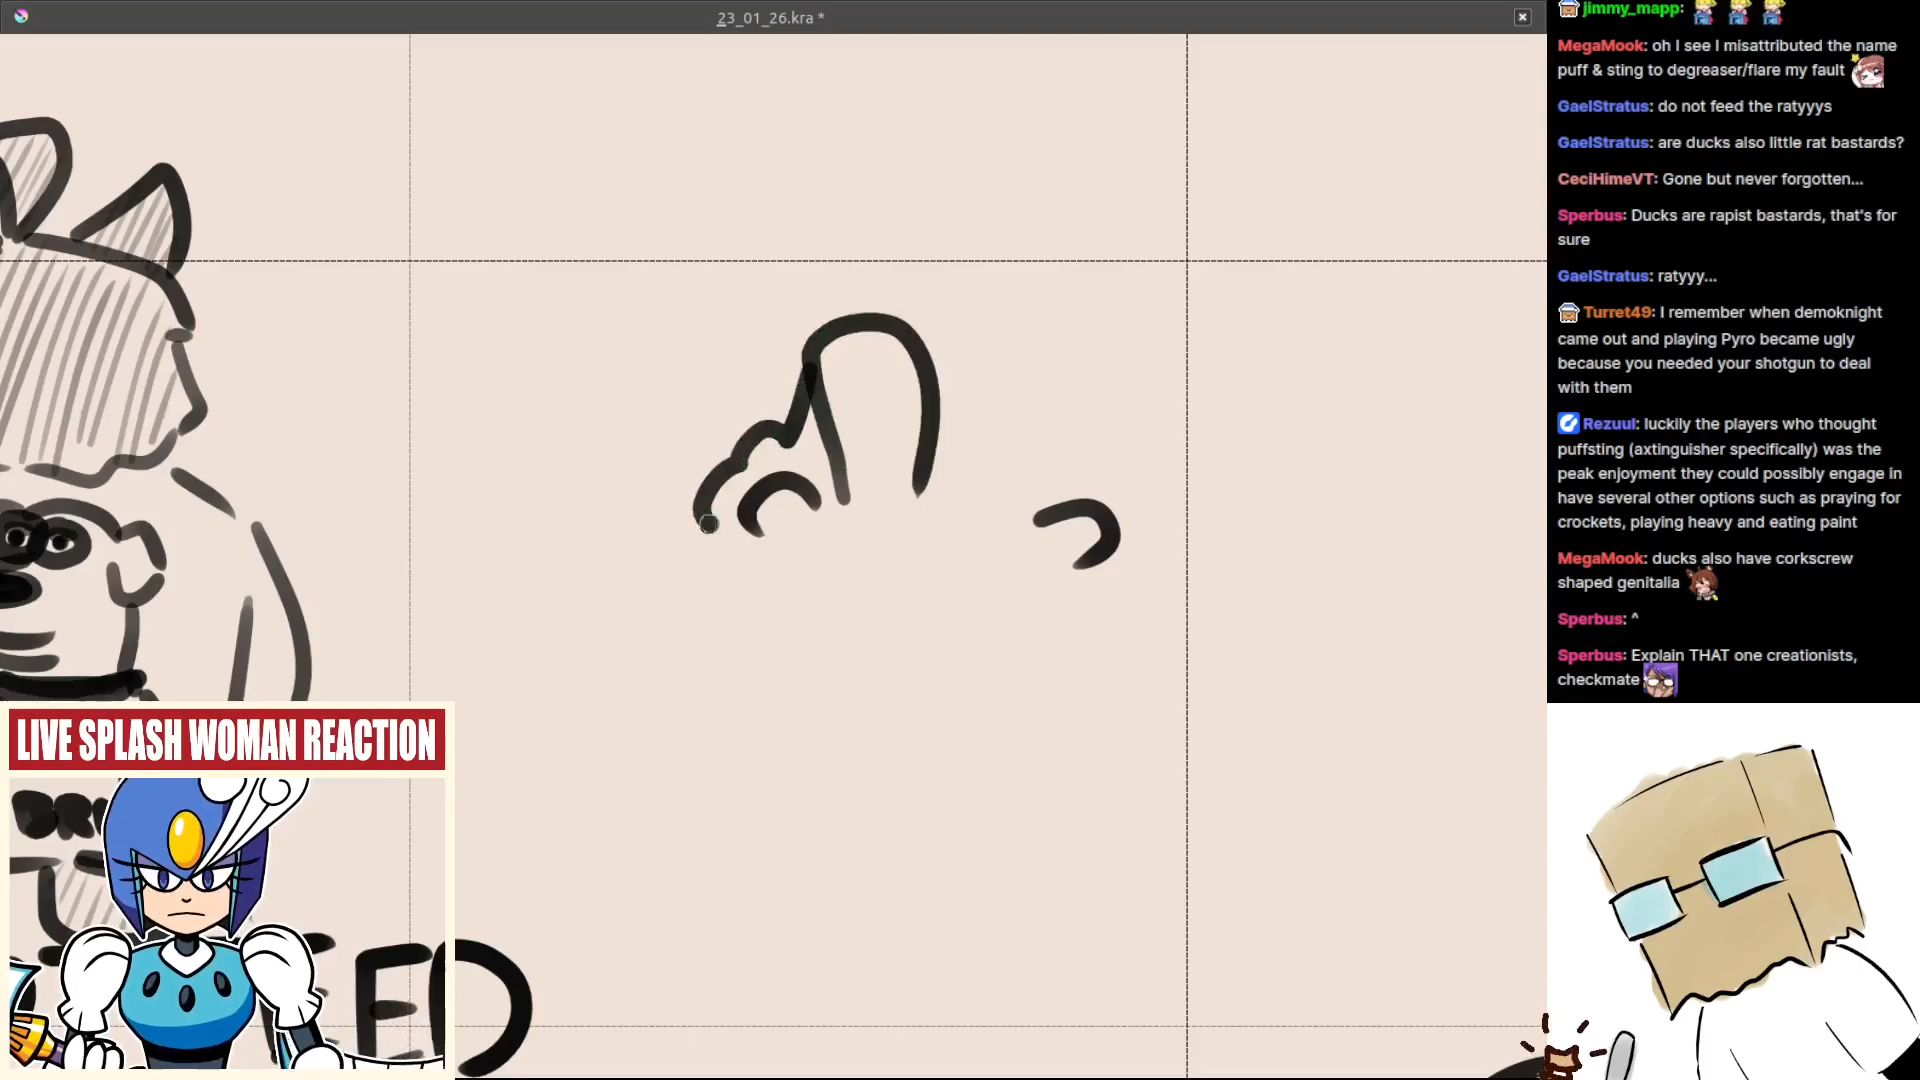 23_01_26.kra *
jimmy_mapp:
MegaMook: oh I see I misattributed the name
puff & sting to degreaser/flare my fault
GaelStratus: do not feed the ratyyys
GaelStratus: are ducks also little rat bastards?
CeciHimeVT: Gone but never forgotten...
Sperbus: Ducks are rapist bastards, that's for
sure
GaelStratus: ratyyy...
Turret49: I remember when demoknight
came out and playing Pyro became ugly
because you needed your shotgun to deal
with them
Rezuul: luckily the players who thought
puffsting (axtinguisher specifically) was the
peak enjoyment they could possibly engage in
have several other options such as praying for
crockets, playing heavy and eating paint
MegaMook: ducks also have corkscrew
shaped genitalia
Sperbus: ^
Sperbus: Explain THAT one creationists,
checkmate
LIVE SPLASH WOMAN REACTION